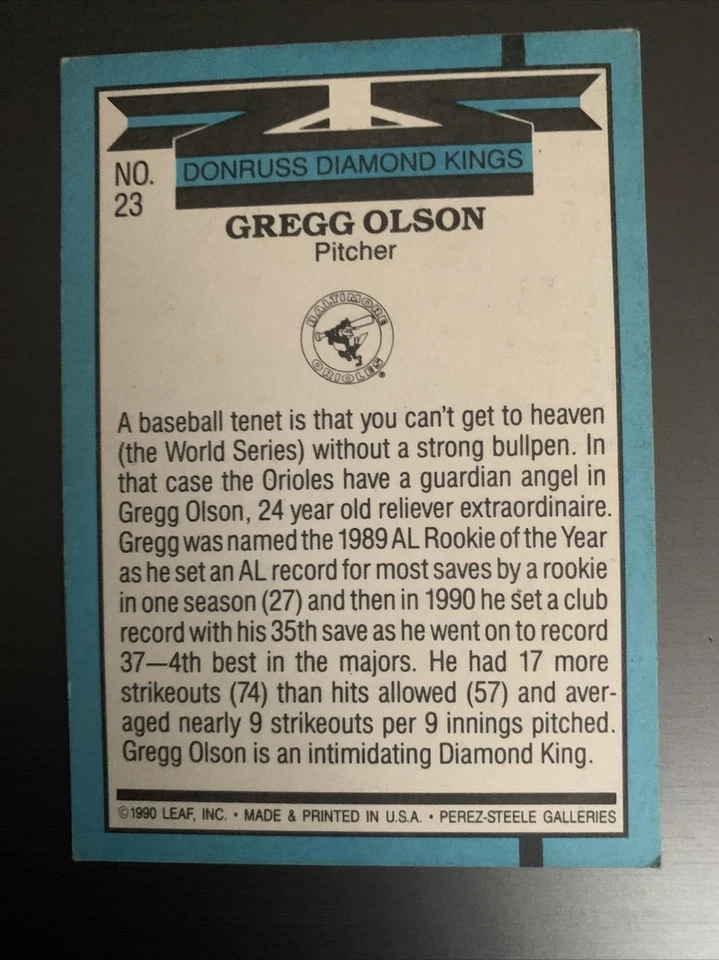 NO.
23
DONRUSS DIAMOND KINGS
GREGG OLSON
Pitcher
BALTIMORE
ORIOLES®
A baseball tenet is that you can't get to heaven
(the World Series) without a strong bullpen. In
that case the Orioles have a guardian angel in
Gregg Olson, 24 year old reliever extraordinaire.
Gregg was named the 1989 AL Rookie of the Year
as he set an AL record for most saves by a rookie
in one season (27) and then in 1990 he set a club
record with his 35th save as he went on to record
37—4th best in the majors. He had 17 more
strikeouts (74) than hits allowed (57) and aver-
aged nearly 9 strikeouts per 9 innings pitched.
Gregg Olson is an intimidating Diamond King.
©1990 LEAF, INC. • MADE & PRINTED IN U.S.A. • PEREZ-STEELE GALLERIES